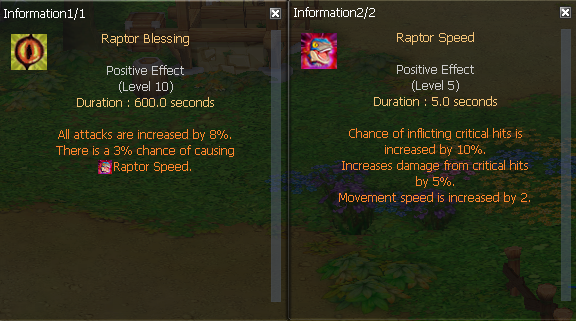 Information1/1
Raptor Blessing
Positive Effect
(Level 10)
Duration : 600.0 seconds
All attacks are increased by 8%.
There is a 3% chance of causing
Raptor Speed.
Information2/2
Raptor Speed
Positive Effect
(Level 5)
Duration : 5.0 seconds
Chance of inflicting critical hits is
increased by 10%.
Increases damage from critical hits
by 5%.
Movement speed is increased by 2.